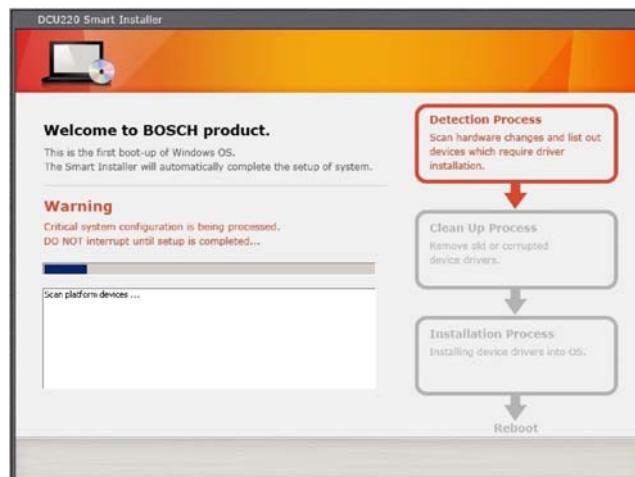 DCU220 Smart Installer
Welcome to BOSCH product.
This is the first boot-up of Windows OS.
The Smart Installer will automatically complete the setup of system.
Warning
Critical system configuration is being processed.
DO NOT interrupt until setup is completed...
Scan platform devices ...
Detection Process
Scan hardware changes and list out
devices which require driver
installation.
Clean Up Process
Remove old or corrupted
device drivers.
Installation Process
Installing device drivers into OS.
Reboot